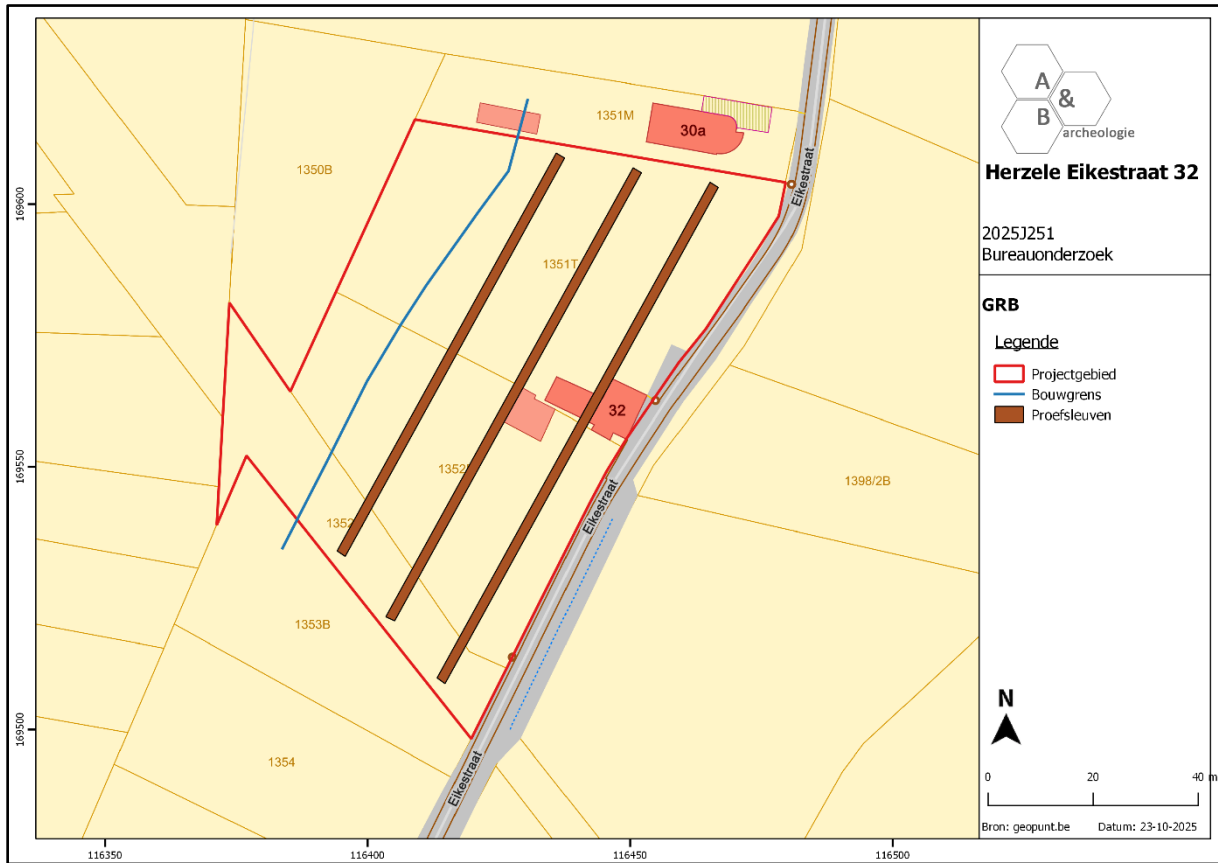 1351M
30a
1350B
Eikestraat
1351T
32
1352
1398/2B
1352
Eikestraat
1353B
1354
Eikestraat
169600
169550
169500
116350
116400
116450
116500
A
&
B
archeologie
Herzele Eikestraat 32
2025J251
Bureauonderzoek
GRB
Legende
Projectgebied
Bouwgrens
Proefsleuven
N
0 20 40 m
Bron: geopunt.be Datum: 23-10-2025